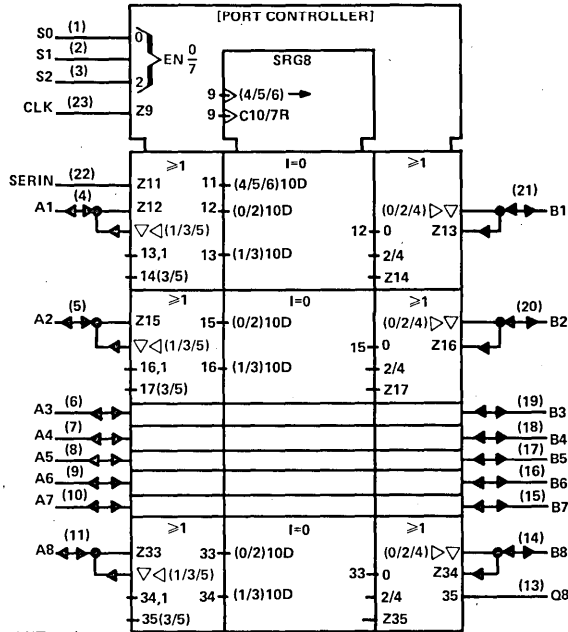 [PORT CONTROLLER]
S0 (1) 0
S1 (2)
S2 (3) 2
EN 0/7
CLK (23) Z9
SRG8
9 (4/5/6)
9 C10/7R
≥1 I=0 ≥1
SERIN (22) Z11 11 (4/5/6)10D
A1 (4) Z12 12 (0/2)10D (0/2/4)▷▽ (21) B1
▽◁(1/3/5) 12 0 Z13
13,1 13 (1/3)10D 2/4
14(3/5) Z14
≥1 I=0 ≥1
A2 (5) Z15 15 (0/2)10D (0/2/4)▷▽ (20) B2
▽◁(1/3/5) 15 0 Z16
16,1 16 (1/3)10D 2/4
17(3/5) Z17
A3 (6) (19) B3
A4 (7) (18) B4
A5 (8) (17) B5
A6 (9) (16) B6
A7 (10) (15) B7
≥1 I=0 ≥1
A8 (11) Z33 33 (0/2)10D (0/2/4)▷▽ (14) B8
▽◁(1/3/5) 33 0 Z34
34,1 34 (1/3)10D 2/4 35 (13) Q8
35(3/5) Z35